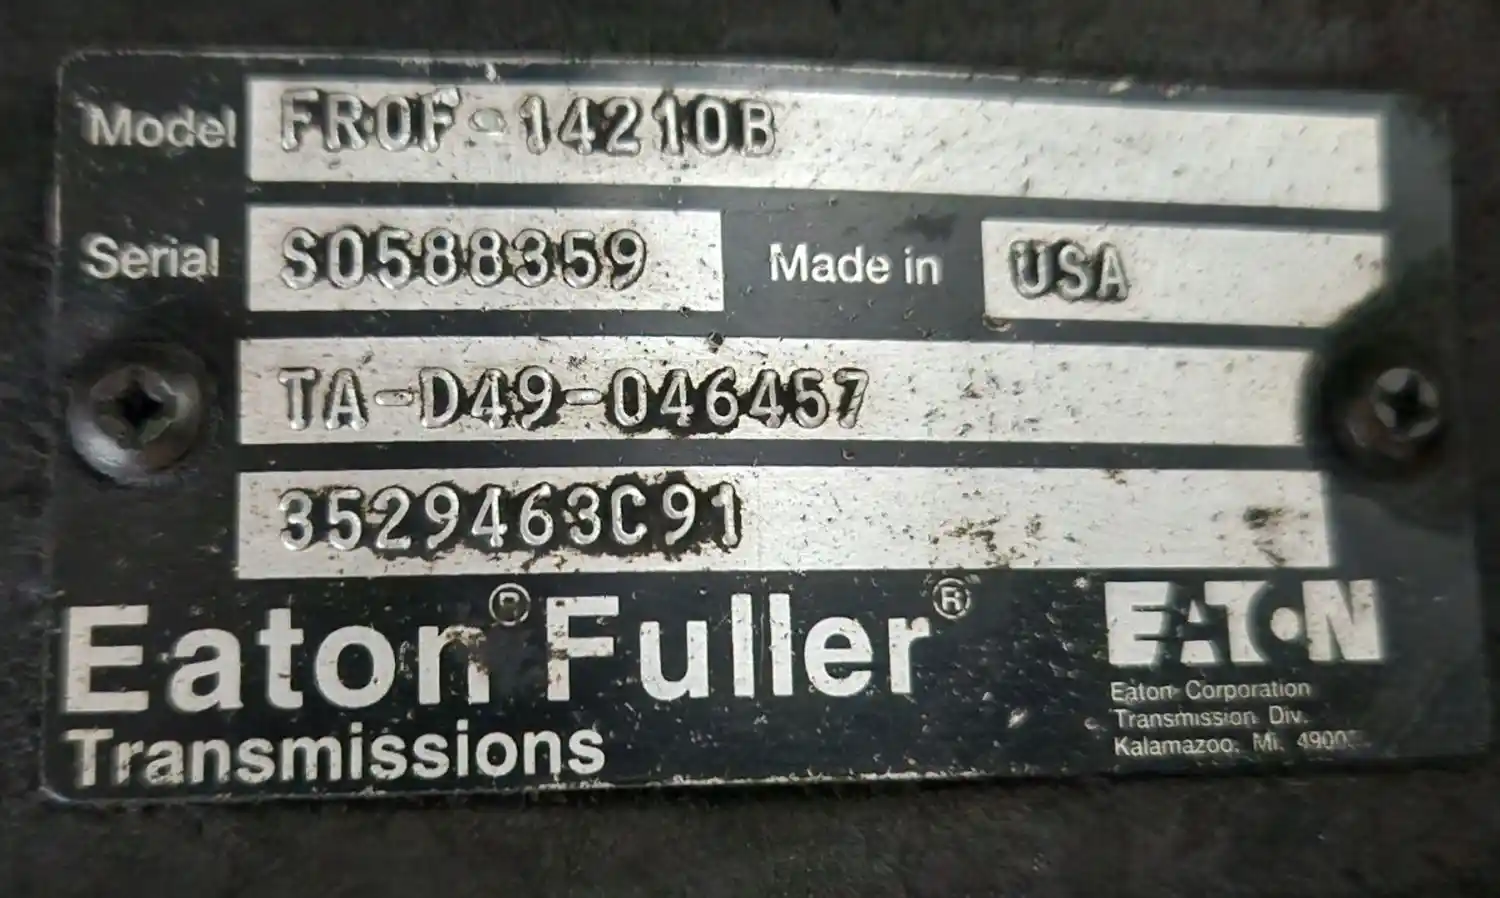 Model FROF-14210B
Serial S0588359 Made in USA
TA-D49-046457
3529463C91
Eaton® Fuller®
Transmissions
EATON
Eaton Corporation
Transmission Div.
Kalamazoo, Mi.